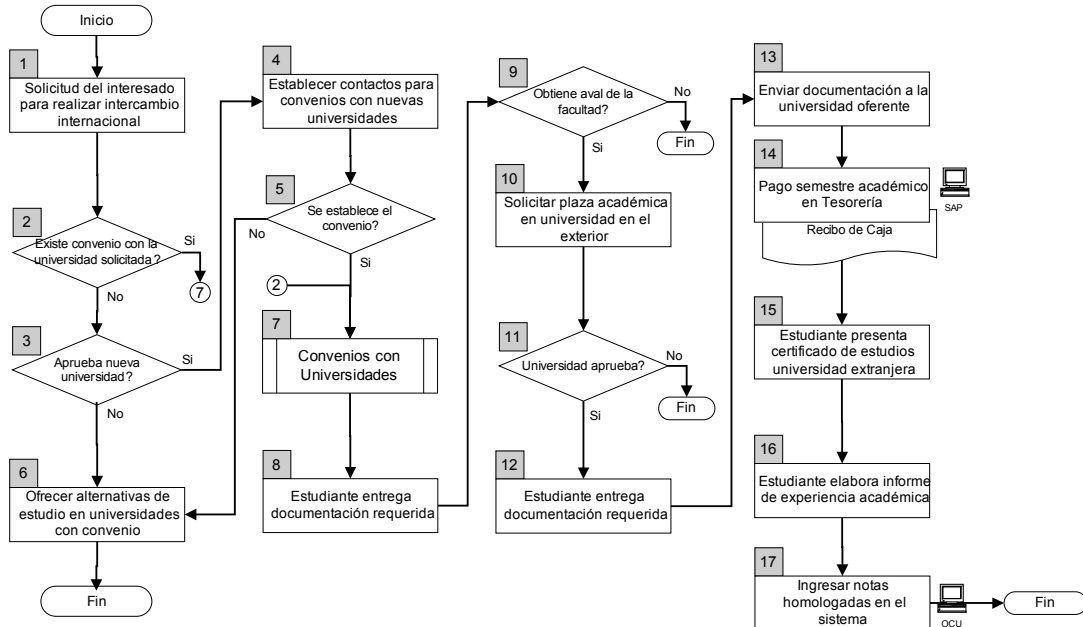 Inicio
1
Solicitud del interesado
para realizar intercambio
internacional
2
Existe convenio con la
universidad solicitada?
Si
7
No
3
Aprueba nueva
universidad?
Si
No
6
Ofrecer alternativas de
estudio en universidades
con convenio
Fin
4
Establecer contactos para
convenios con nuevas
universidades
5
Se establece el
convenio?
No
Si
2
7
Convenios con
Universidades
8
Estudiante entrega
documentación requerida
9
Obtiene aval de la
facultad?
No
Fin
Si
10
Solicitar plaza académica
en universidad en el
exterior
11
Universidad aprueba?
No
Fin
Si
12
Estudiante entrega
documentación requerida
13
Enviar documentación a la
universidad oferente
14
Pago semestre académico
en Tesorería
SAP
Recibo de Caja
15
Estudiante presenta
certificado de estudios
universidad extranjera
16
Estudiante elabora informe
de experiencia académica
17
Ingresar notas
homologadas en el
sistema
OCU
Fin